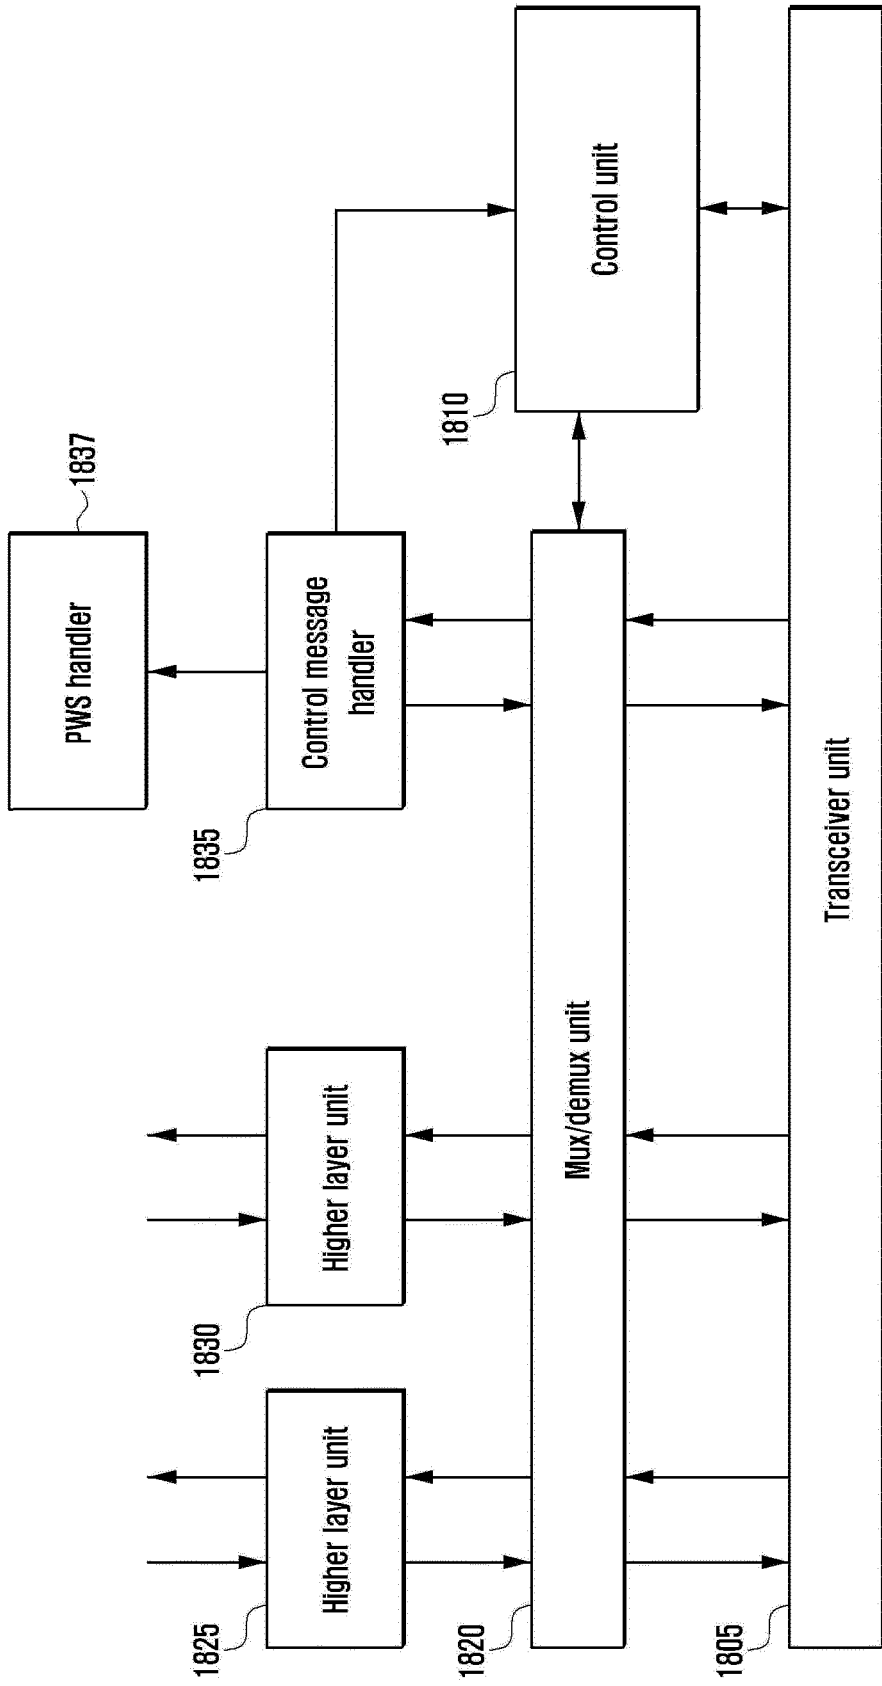 1825
Higher layer unit
1830
Higher layer unit
1835
Control message
handler
PWS handler
1837
1820
Mux/demux unit
1810
Control unit
1805
Transceiver unit